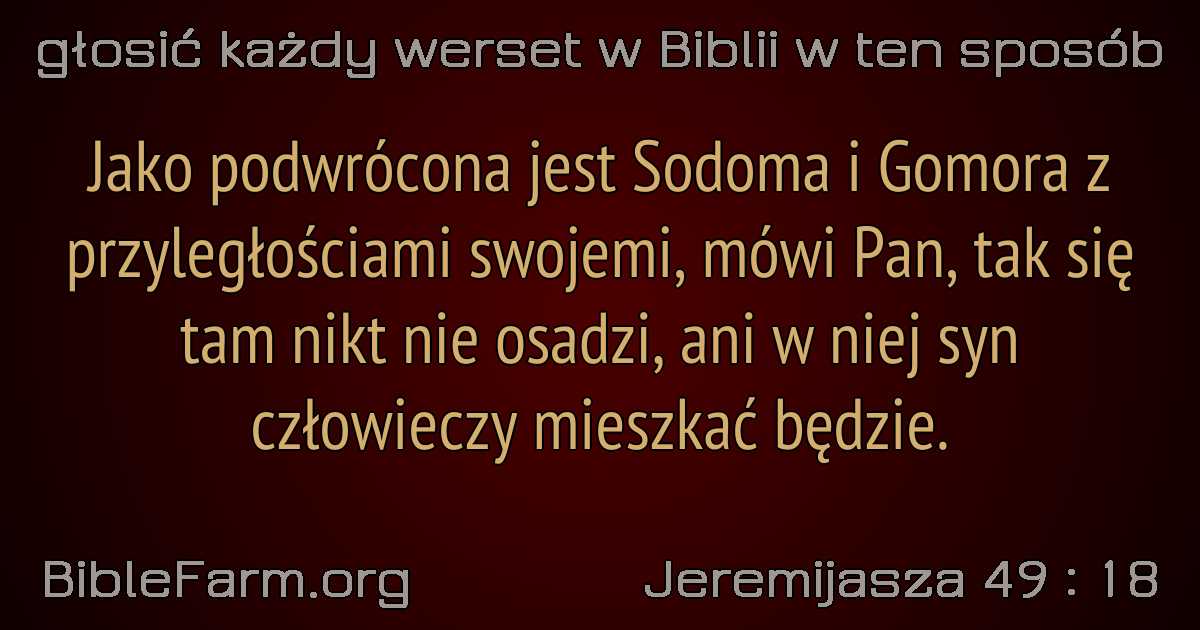 głosić każdy werset w Biblii w ten sposób
Jako podwrócona jest Sodoma i Gomora z
przyległościami swojemi, mówi Pan, tak się
tam nikt nie osadzi, ani w niej syn
człowieczy mieszkać będzie.
BibleFarm.org
Jeremijasza 49 : 18